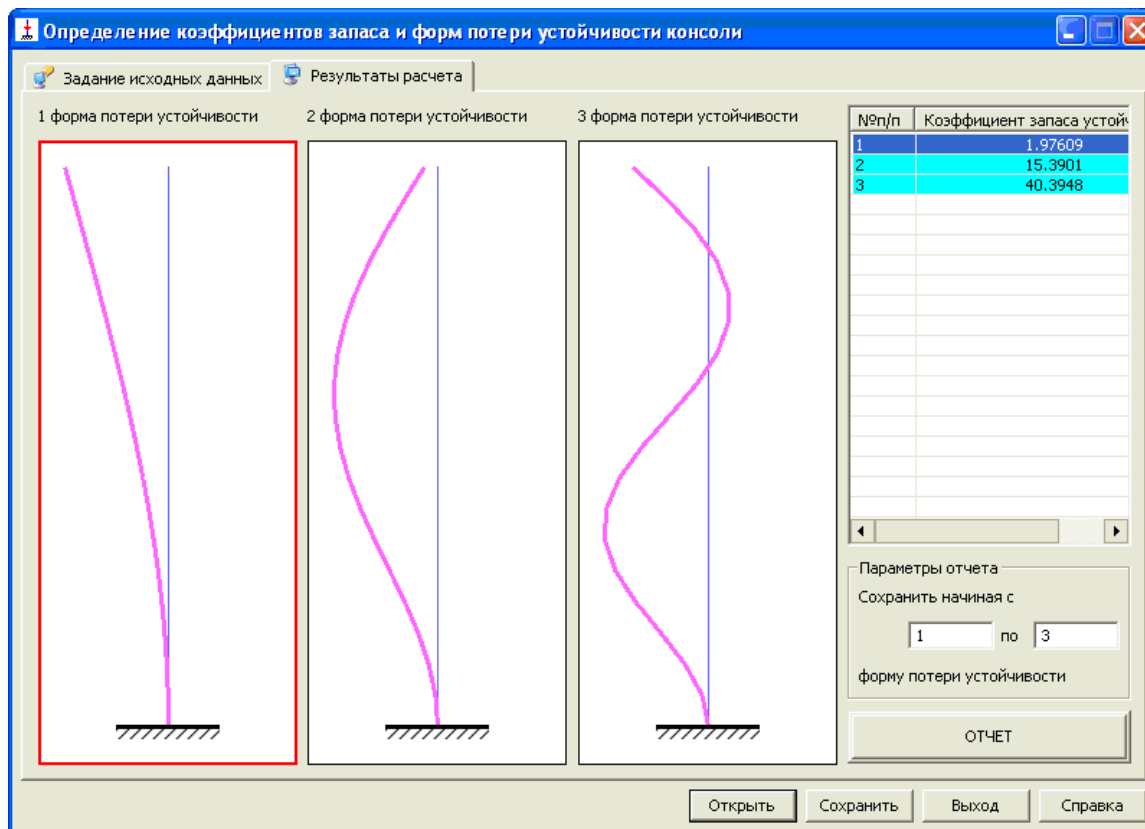 Определение коэффициентов запаса и форм потери устойчивости консоли
Задание исходных данных
Результаты расчета
1 форма потери устойчивости
2 форма потери устойчивости
3 форма потери устойчивости
№п/п Коэффициент запаса устой
1 1.97609
2 15.3901
3 40.3948
Параметры отчета
Сохранить начиная с
1 по 3
форму потери устойчивости
ОТЧЕТ
Открыть Сохранить Выход Справка